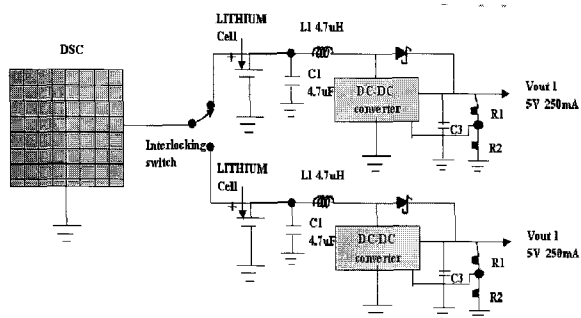 DSC
LITHIUM
Cell
L1 4.7uH
C1
4.7uF
DC-DC
converter
C3
R1
R2
Vout 1
5V 250mA
Interlocking
switch
LITHIUM
Cell
L1 4.7uH
C1
4.7uF
DC-DC
converter
C3
R1
R2
Vout 1
5V 250mA